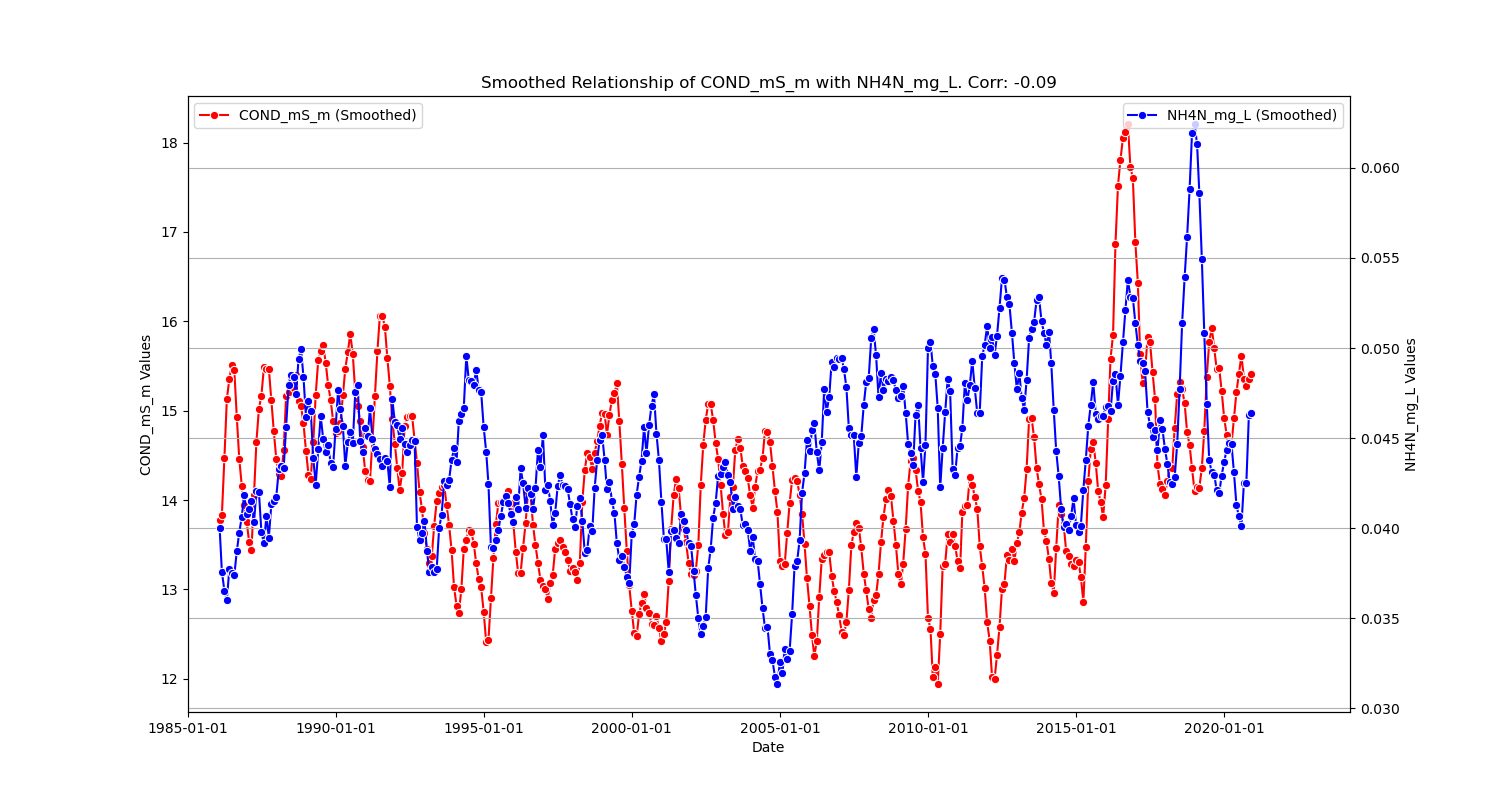 Smoothed Relationship of COND_mS_m with NH4N_mg_L. Corr: -0.09
COND_mS_m (Smoothed)
NH4N_mg_L (Smoothed)
18
17
16
15
14
13
12
COND_mS_m Values
0.060
0.055
0.050
0.045
0.040
0.035
0.030
NH4N_mg_L Values
1985-01-01 1990-01-01 1995-01-01 2000-01-01 2005-01-01 2010-01-01 2015-01-01 2020-01-01
Date